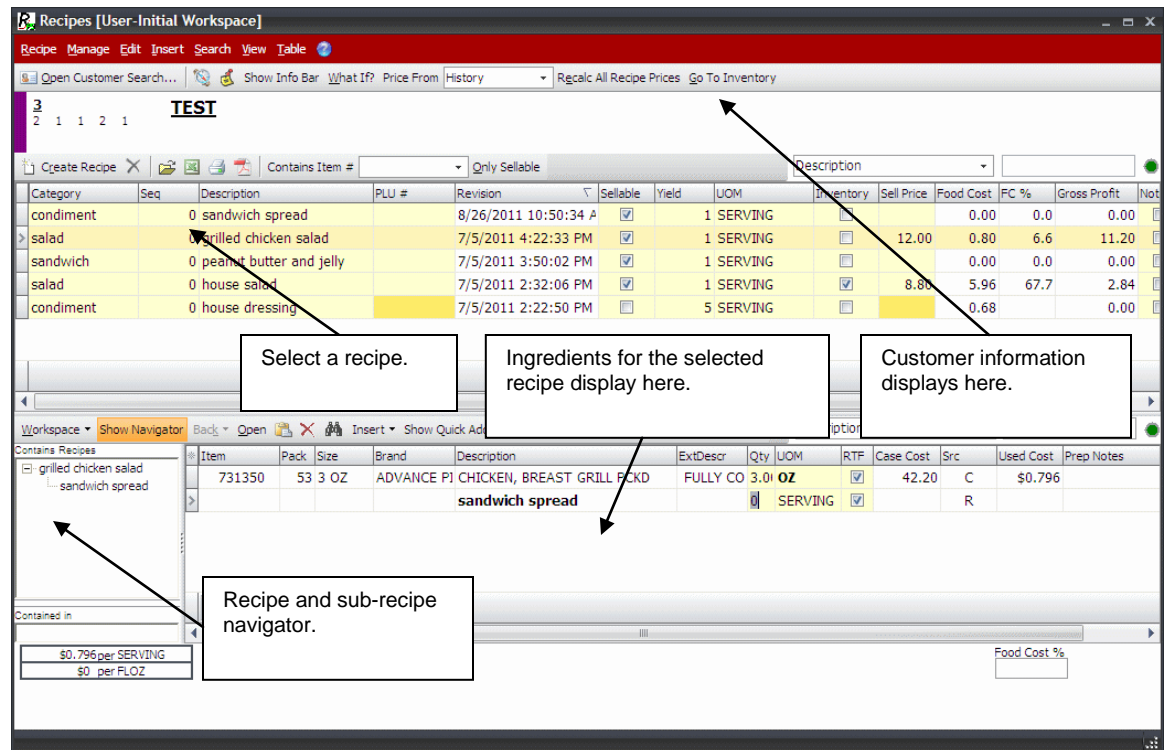 Recipes [User-Initial Workspace]
Recipe Manage Edit Insert Search View Table
Open Customer Search... Show Info Bar What If? Price From History Recalc All Recipe Prices Go To Inventory
3 TEST
2 1 1 2 1
Create Recipe Contains Item # Only Sellable Description
Category Seq Description PLU # Revision Sellable Yield UOM Inventory Sell Price Food Cost FC % Gross Profit Not
condiment 0 sandwich spread 8/26/2011 10:50:34 A 1 SERVING 0.00 0.0 0.00
salad 0 grilled chicken salad 7/5/2011 4:22:33 PM 1 SERVING 12.00 0.80 6.6 11.20
sandwich 0 peanut butter and jelly 7/5/2011 3:50:02 PM 1 SERVING 0.00 0.0 0.00
salad 0 house salad 7/5/2011 2:32:06 PM 1 SERVING 8.80 5.96 67.7 2.84
condiment 0 house dressing 7/5/2011 2:22:50 PM 5 SERVING 0.68 0.00
Select a recipe.
Ingredients for the selected
recipe display here.
Customer information
displays here.
Workspace Show Navigator Back Open Insert Show Quick Add
Contains Recipes
grilled chicken salad
sandwich spread
Item Pack Size Brand Description ExtDescr Qty UOM RTF Case Cost Src Used Cost Prep Notes
731350 53 3 OZ ADVANCE PI CHICKEN, BREAST GRILL FCKD FULLY CO 3.0 OZ 42.20 C $0.796
sandwich spread 0 SERVING R
Recipe and sub-recipe
navigator.
Contained in
$0.796 per SERVING
$0 per FLOZ
Food Cost %